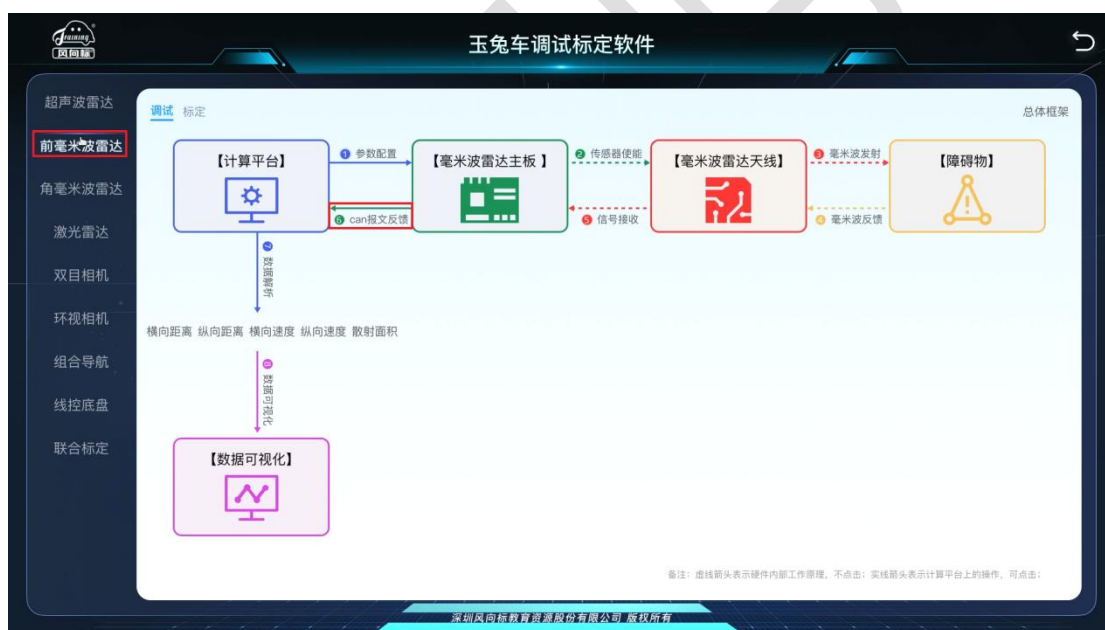 Training
风向标
玉兔车调试标定软件
超声波雷达
前毫米波雷达
角毫米波雷达
激光雷达
双目相机
环视相机
组合导航
线控底盘
联合标定
调试 标定
总体框架
【计算平台】
1 参数配置
【毫米波雷达主板 】
2 传感器使能
【毫米波雷达天线】
3 毫米波发射
【障碍物】
6 can报文反馈
5 信号接收
4 毫米波反馈
7 数据解析
横向距离 纵向距离 横向速度 纵向速度 散射面积
8 数据可视化
【数据可视化】
备注：虚线箭头表示硬件内部工作原理，不点击；实线箭头表示计算平台上的操作，可点击；
深圳风向标教育资源股份有限公司 版权所有